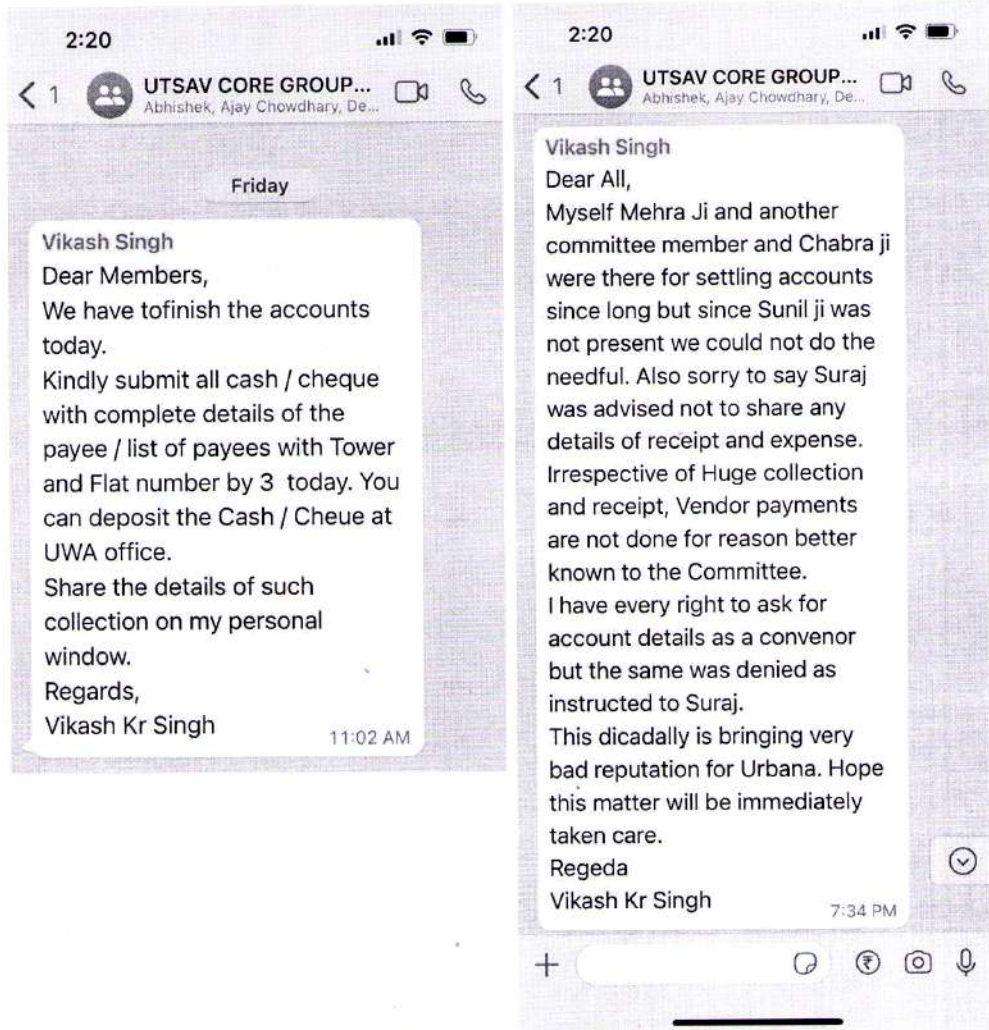 2:20
1
UTSAV CORE GROUP...
Abhishek, Ajay Chowdhary, De...
Friday
Vikash Singh
Dear Members,
We have tofinish the accounts
today.
Kindly submit all cash / cheque
with complete details of the
payee / list of payees with Tower
and Flat number by 3 today. You
can deposit the Cash / Cheue at
UWA office.
Share the details of such
collection on my personal
window.
Regards,
Vikash Kr Singh
11:02 AM
2:20
1
UTSAV CORE GROUP...
Abhishek, Ajay Chowdhary, De...
Vikash Singh
Dear All,
Myself Mehra Ji and another
committee member and Chabra ji
were there for settling accounts
since long but since Sunil ji was
not present we could not do the
needful. Also sorry to say Suraj
was advised not to share any
details of receipt and expense.
Irrespective of Huge collection
and receipt, Vendor payments
are not done for reason better
known to the Committee.
I have every right to ask for
account details as a convenor
but the same was denied as
instructed to Suraj.
This dicadally is bringing very
bad reputation for Urbana. Hope
this matter will be immediately
taken care.
Regeda
Vikash Kr Singh
7:34 PM
₹